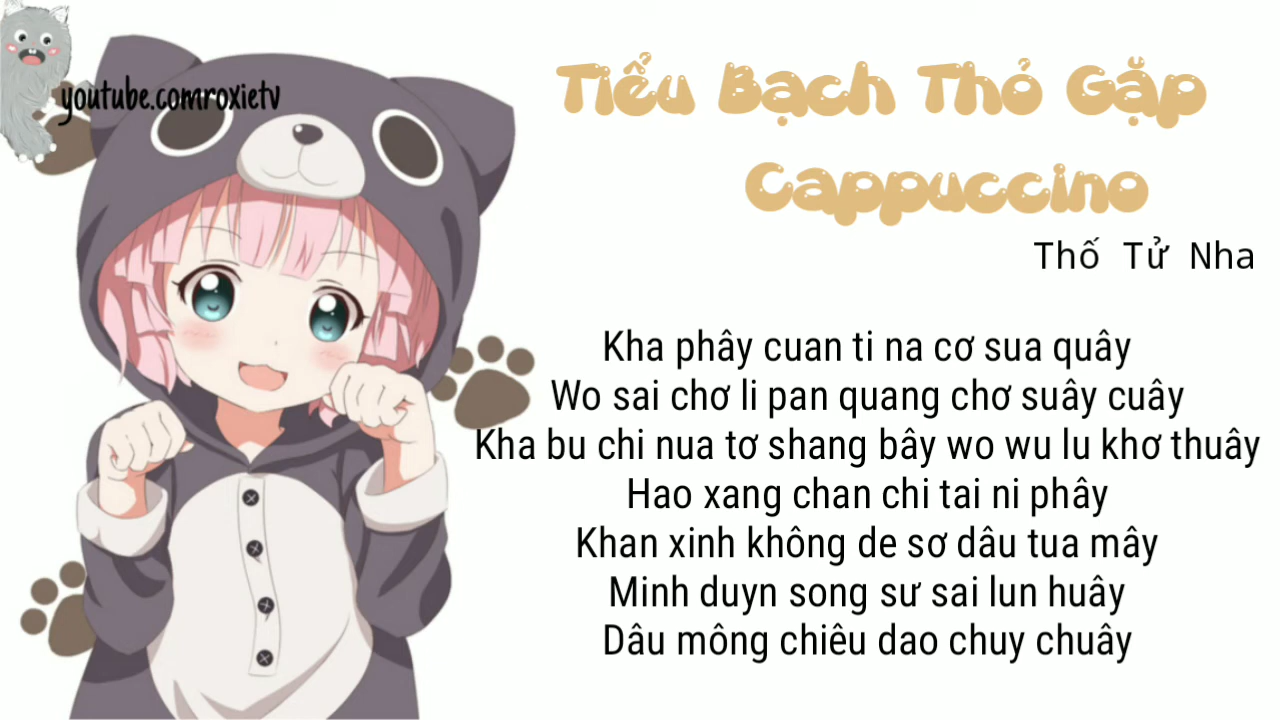 youtube.comroxietv
Tiểu Bạch Thỏ Gặp
Cappuccino
Thố Tử Nha
Kha phây cuan ti na cơ sua quây
Wo sai chơ li pan quang chơ suây cuây
Kha bu chi nua tơ shang bây wo wu lu khơ thuây
Hao xang chan chi tai ni phây
Khan xinh không de sơ dâu tua mây
Minh duyn song sư sai lun huây
Dâu mông chiêu dao chuy chuây